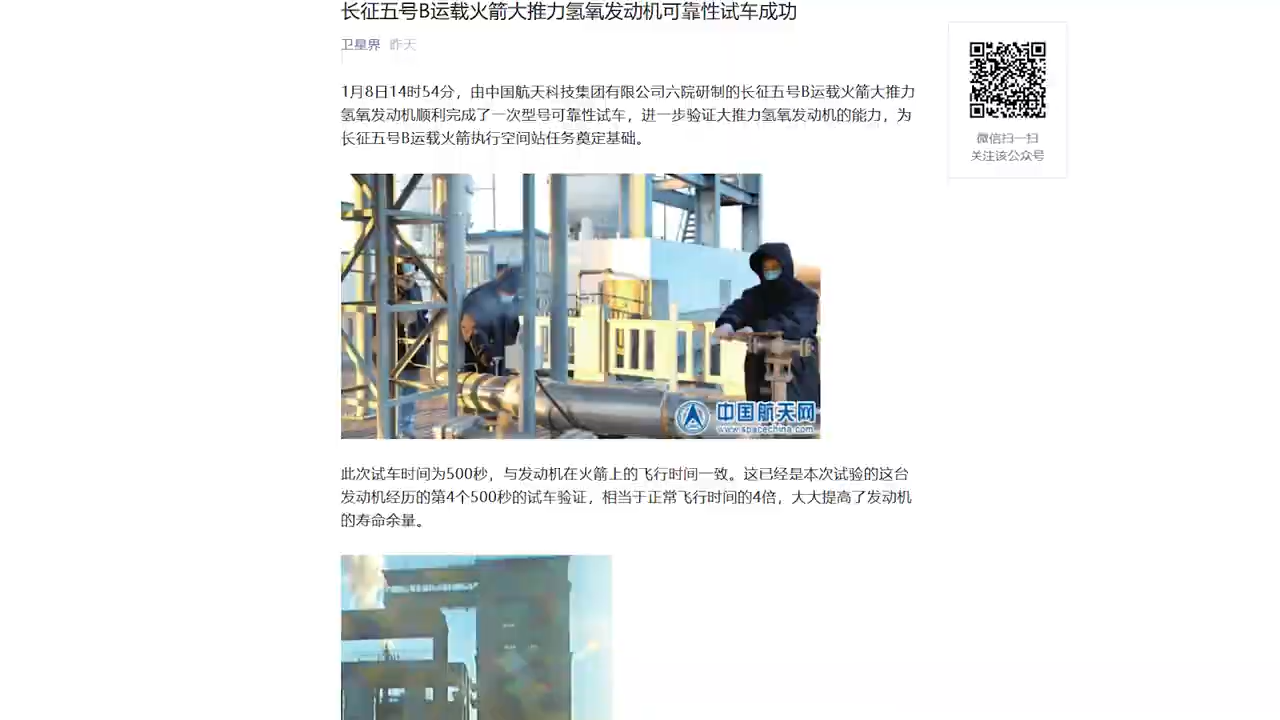 长征五号B运载火箭大推力氢氧发动机可靠性试车成功
卫星界 昨天
1月8日14时54分，由中国航天科技集团有限公司六院研制的长征五号B运载火箭大推力
氢氧发动机顺利完成了一次型号可靠性试车，进一步验证大推力氢氧发动机的能力，为
长征五号B运载火箭执行空间站任务奠定基础。
微信扫一扫
关注该公众号
中国航天网
www.spacechina.com
此次试车时间为500秒，与发动机在火箭上的飞行时间一致。这已经是本次试验的这台
发动机经历的第4个500秒的试车验证，相当于正常飞行时间的4倍，大大提高了发动机
的寿命余量。